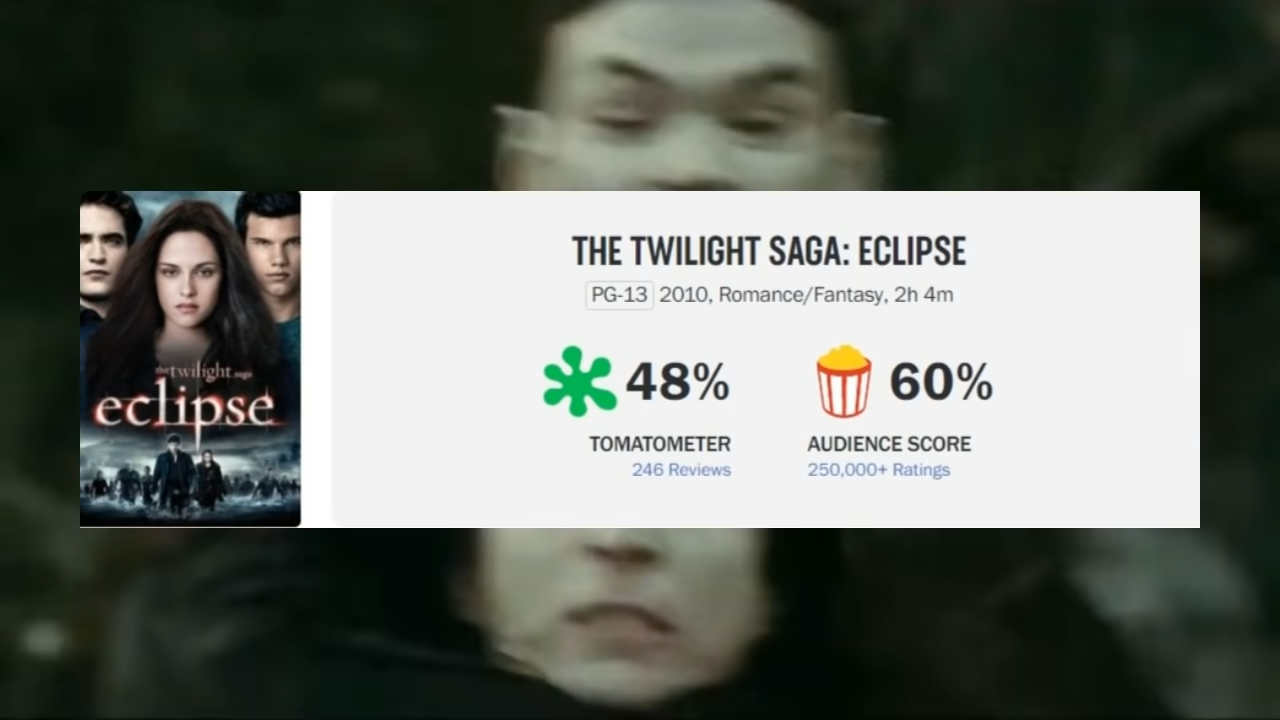 the twilight saga
eclipse
THE TWILIGHT SAGA: ECLIPSE
PG-13 2010, Romance/Fantasy, 2h 4m
48% 60%
TOMATOMETER AUDIENCE SCORE
246 Reviews 250,000+ Ratings